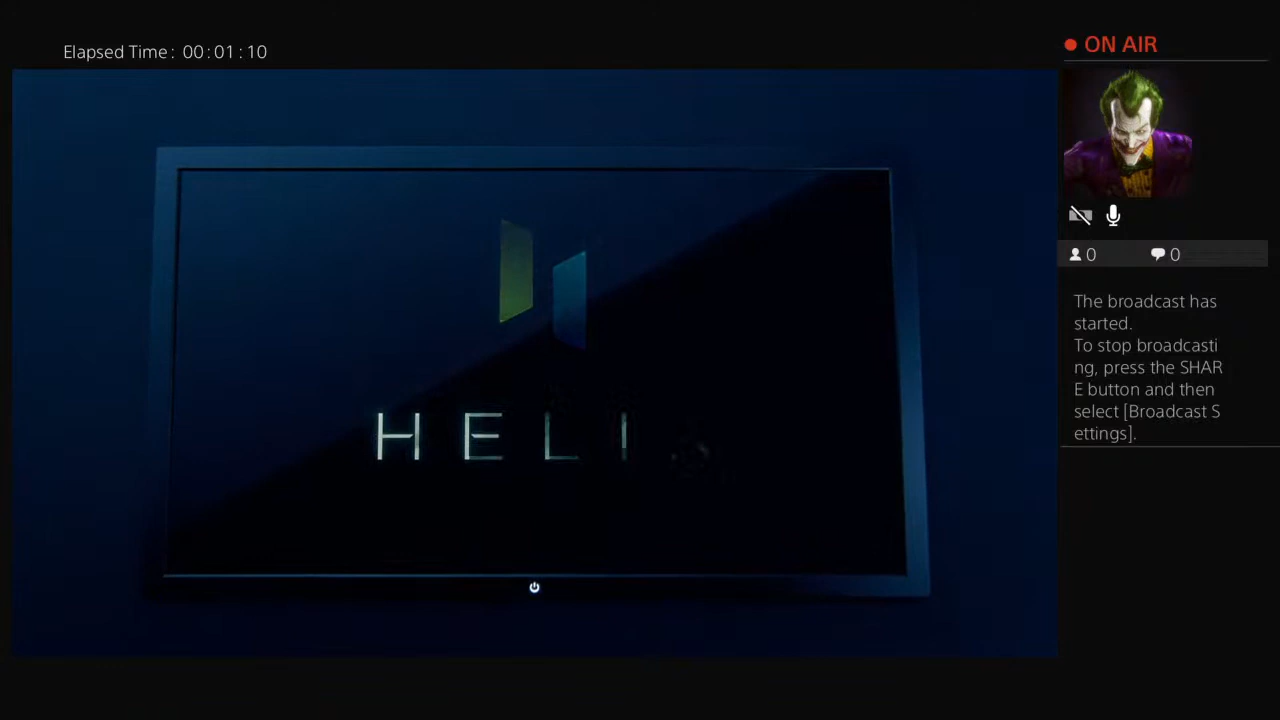 Elapsed Time: 00:01:10
ON AIR
0
0
The broadcast has
started.
To stop broadcasti
ng, press the SHAR
E button and then
select [Broadcast S
ettings].
HELI